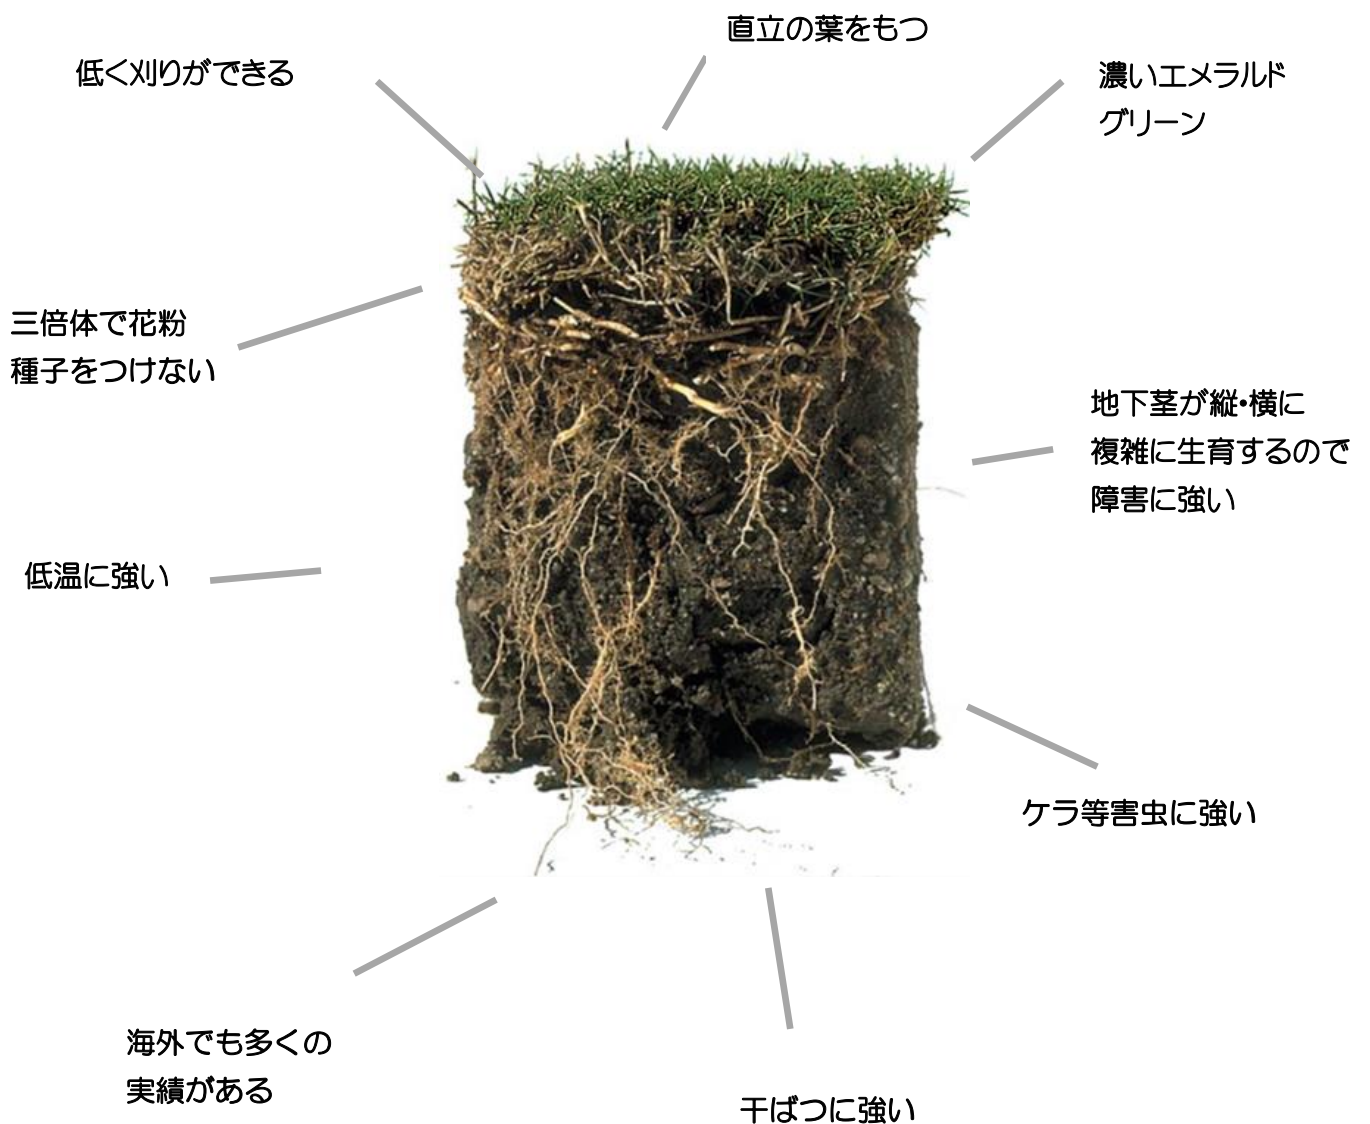 直立の葉をもつ
低く刈りができる
濃いエメラルド
グリーン
三倍体で花粉
種子をつけない
地下茎が縦・横に
複雑に生育するので
障害に強い
低温に強い
ケラ等害虫に強い
海外でも多くの
実績がある
干ばつに強い